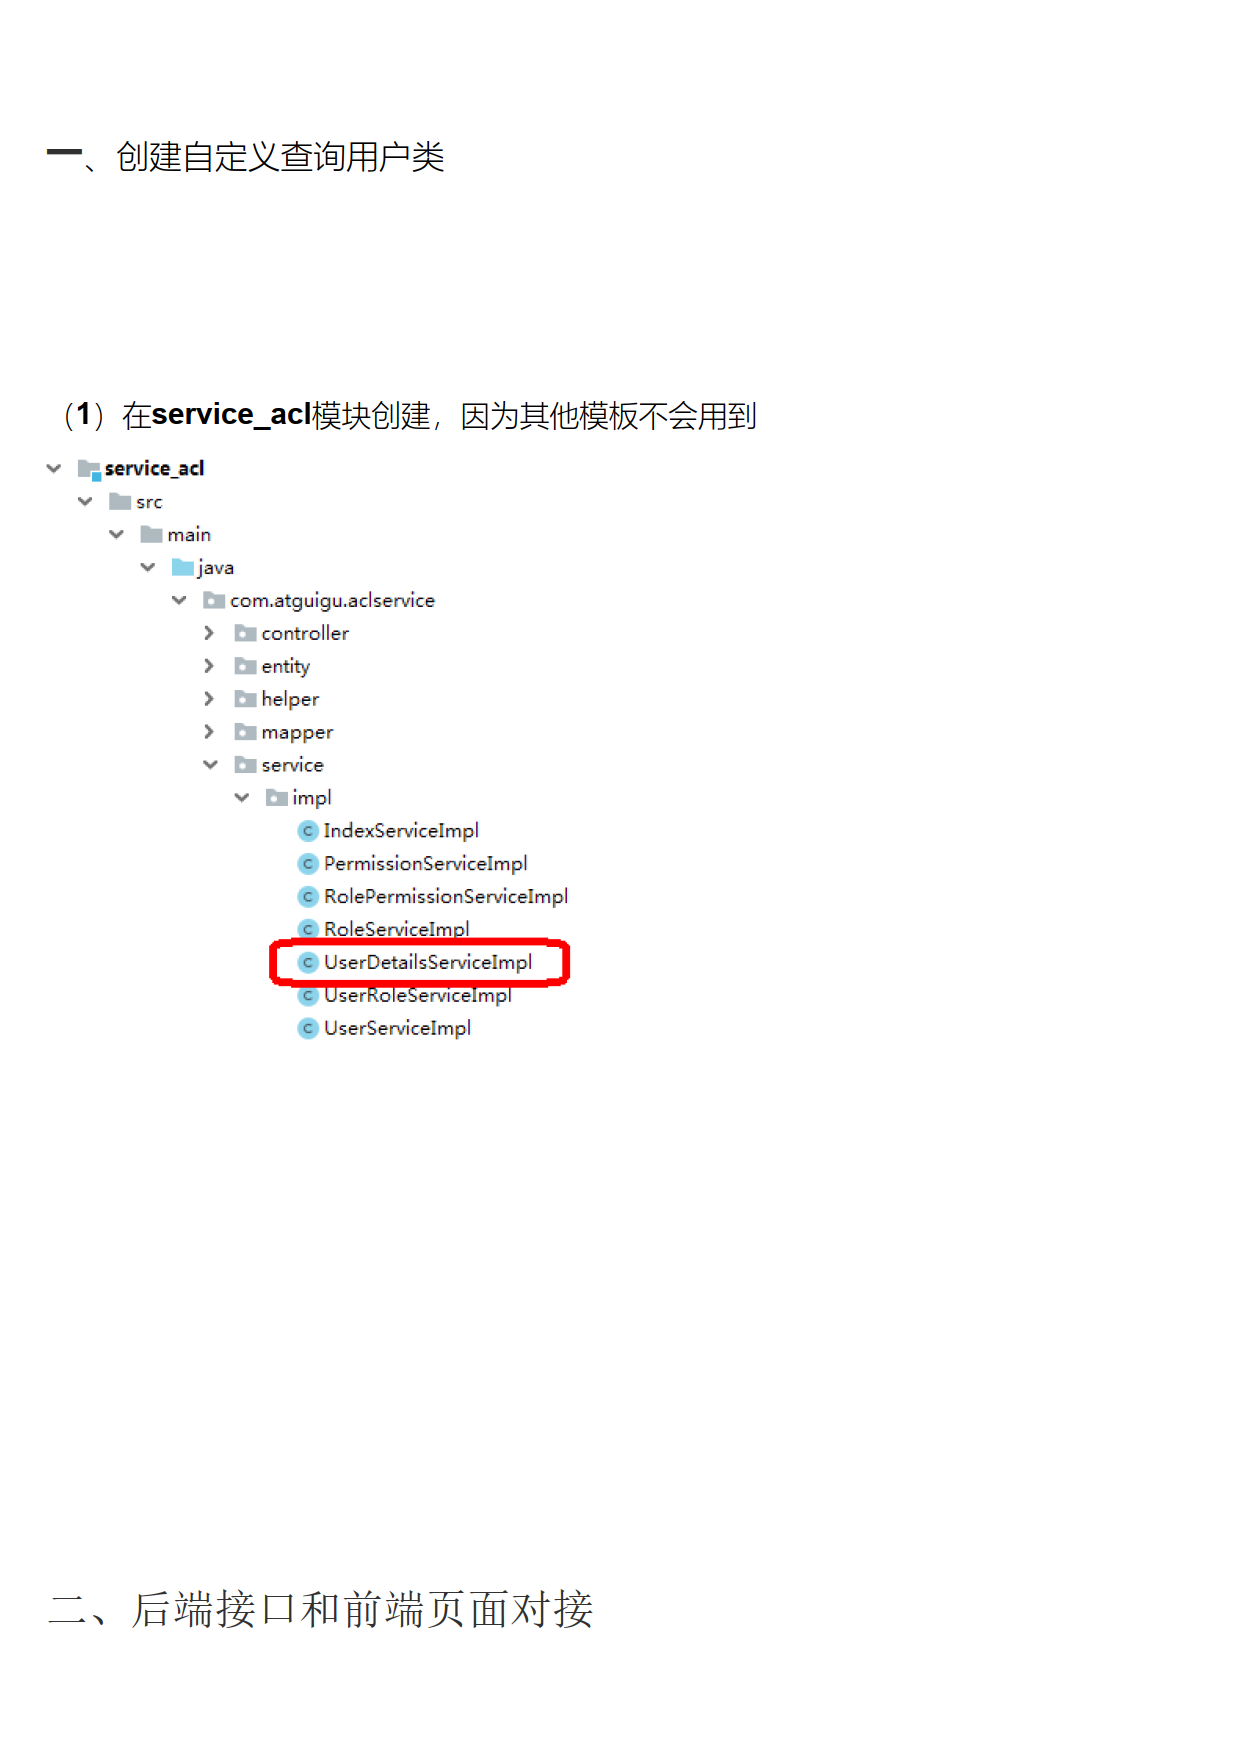 一、创建自定义查询用户类
（1）在service_acl模块创建，因为其他模板不会用到
service_acl
src
main
java
com.atguigu.aclservice
controller
entity
helper
mapper
service
impl
IndexServiceImpl
PermissionServiceImpl
RolePermissionServiceImpl
RoleServiceImpl
UserDetailsServiceImpl
UserRoleServiceImpl
UserServiceImpl
二、后端接口和前端页面对接